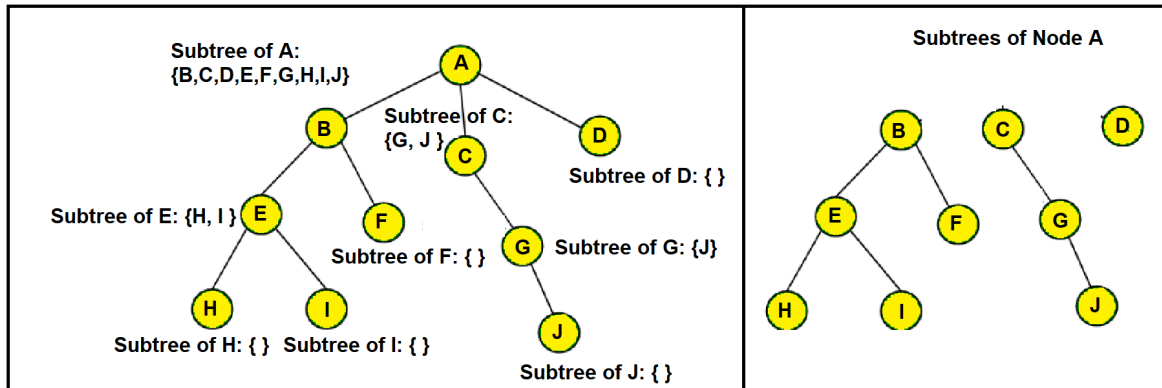 Subtree of A:
{B,C,D,E,F,G,H,I,J}
A
B
Subtree of C:
{G, J }
C
D
Subtree of D: { }
Subtree of E: {H, I }
E
F
Subtree of F: { }
G
Subtree of G: {J}
H
I
J
Subtree of H: { }
Subtree of I: { }
Subtree of J: { }
Subtrees of Node A
B
C
D
E
F
G
H
I
J